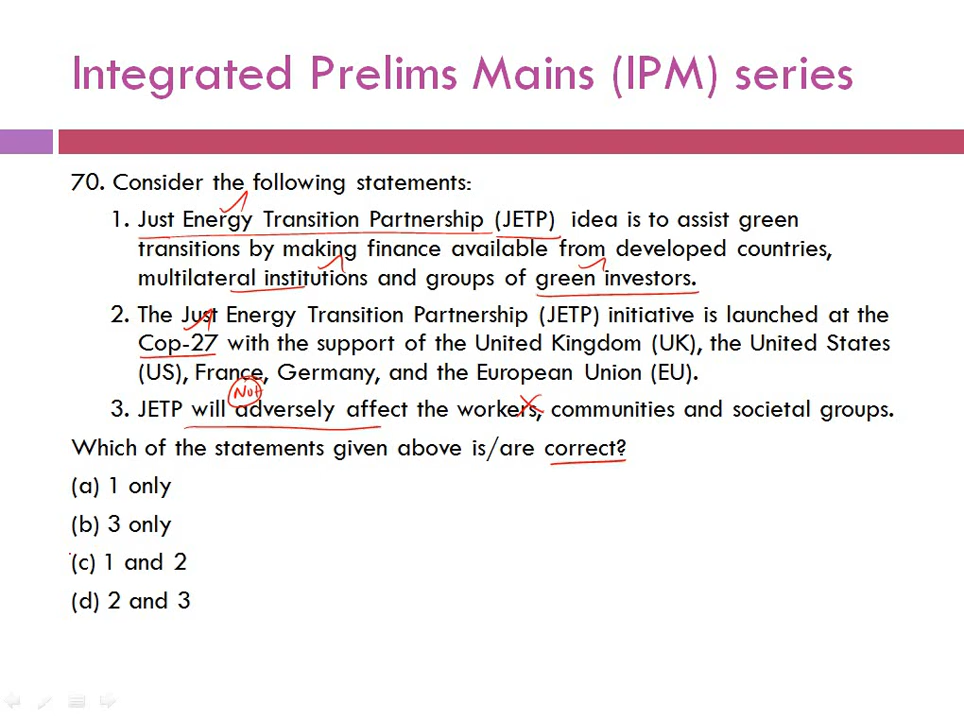 Integrated Prelims Mains (IPM) series
70. Consider the following statements:
1. Just Energy Transition Partnership (JETP) idea is to assist green
transitions by making finance available from developed countries,
multilateral institutions and groups of green investors.
2. The Just Energy Transition Partnership (JETP) initiative is launched at the
Cop-27 with the support of the United Kingdom (UK), the United States
(US), France, Germany, and the European Union (EU).
Not
3. JETP will adversely affect the workers, communities and societal groups.
Which of the statements given above is/are correct?
(a) 1 only
(b) 3 only
(c) 1 and 2
(d) 2 and 3